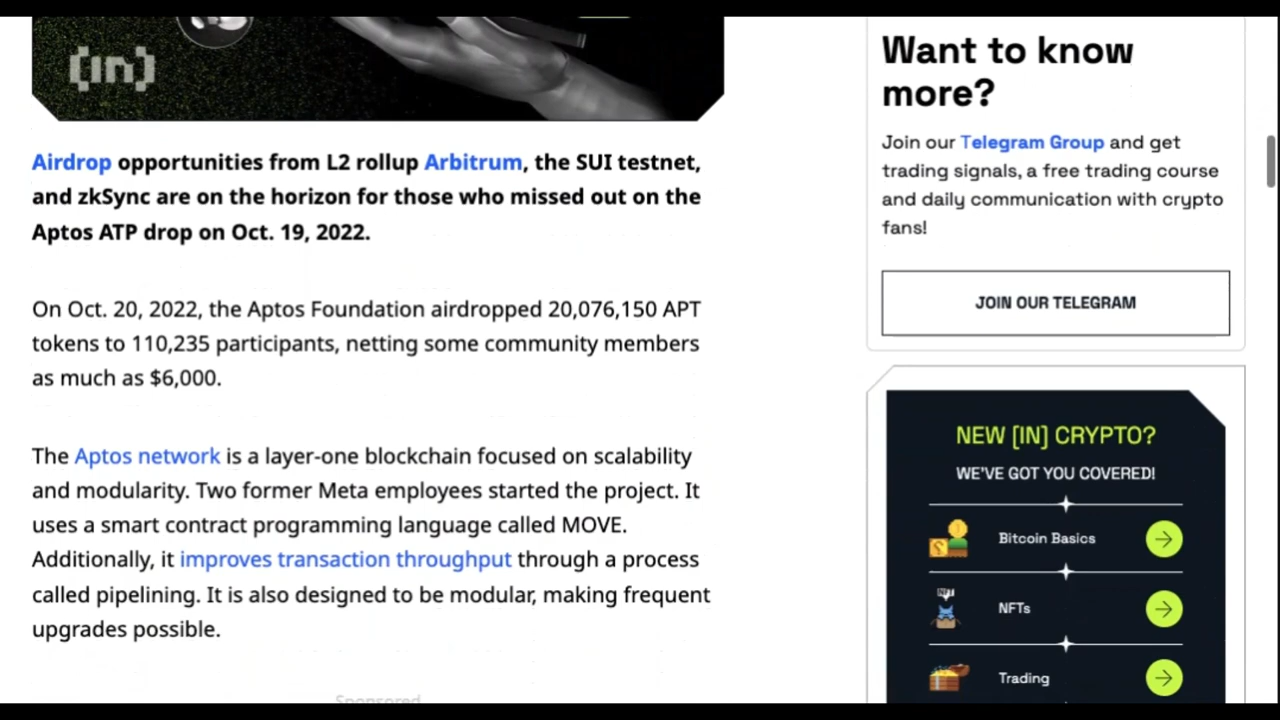 [in]
Airdrop opportunities from L2 rollup Arbitrum, the SUI testnet,
and zkSync are on the horizon for those who missed out on the
Aptos ATP drop on Oct. 19, 2022.
On Oct. 20, 2022, the Aptos Foundation airdropped 20,076,150 APT
tokens to 110,235 participants, netting some community members
as much as $6,000.
The Aptos network is a layer-one blockchain focused on scalability
and modularity. Two former Meta employees started the project. It
uses a smart contract programming language called MOVE.
Additionally, it improves transaction throughput through a process
called pipelining. It is also designed to be modular, making frequent
upgrades possible.
Sponsored
Want to know
more?
Join our Telegram Group and get
trading signals, a free trading course
and daily communication with crypto
fans!
JOIN OUR TELEGRAM
NEW [IN] CRYPTO?
WE'VE GOT YOU COVERED!
Bitcoin Basics
NFT
NFTs
Trading